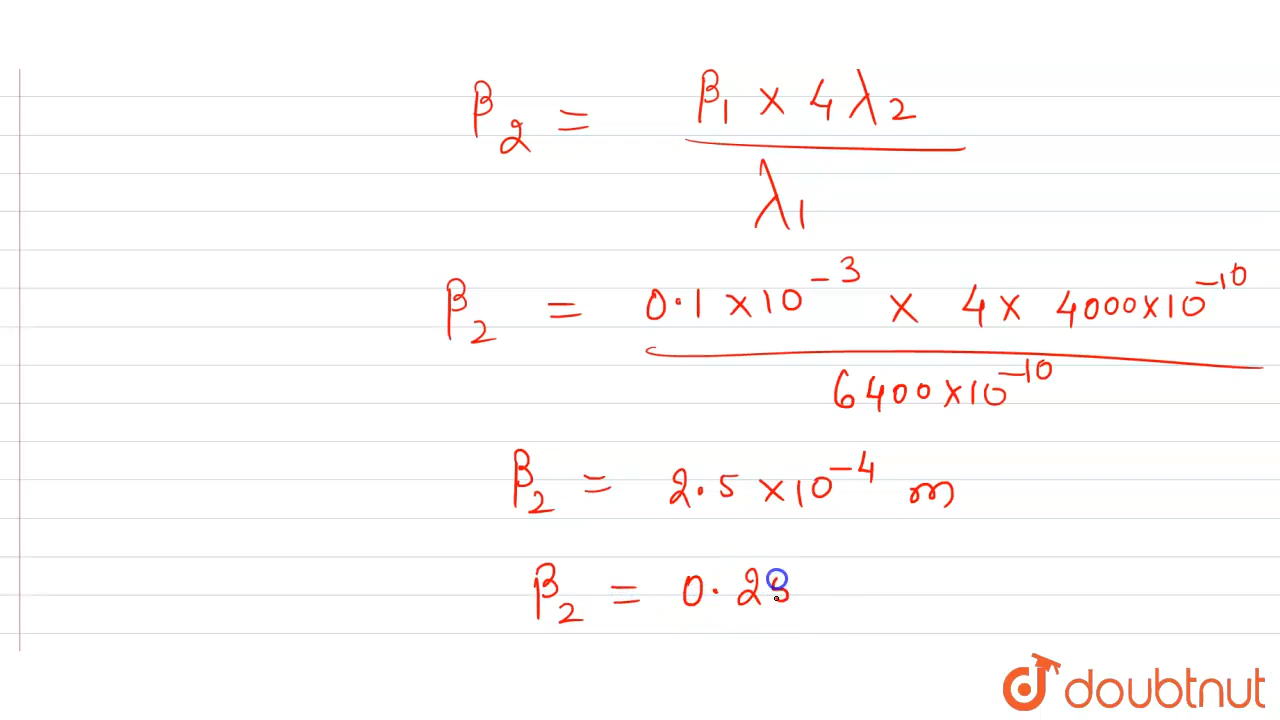 β₂ = β₁ × 4λ₂ / λ₁
β₂ = 0.1 × 10⁻³ × 4 × 4000 × 10⁻¹⁰ / 6400 × 10⁻¹⁰
β₂ = 2.5 × 10⁻⁴ m
β₂ = 0.2
doubtnut